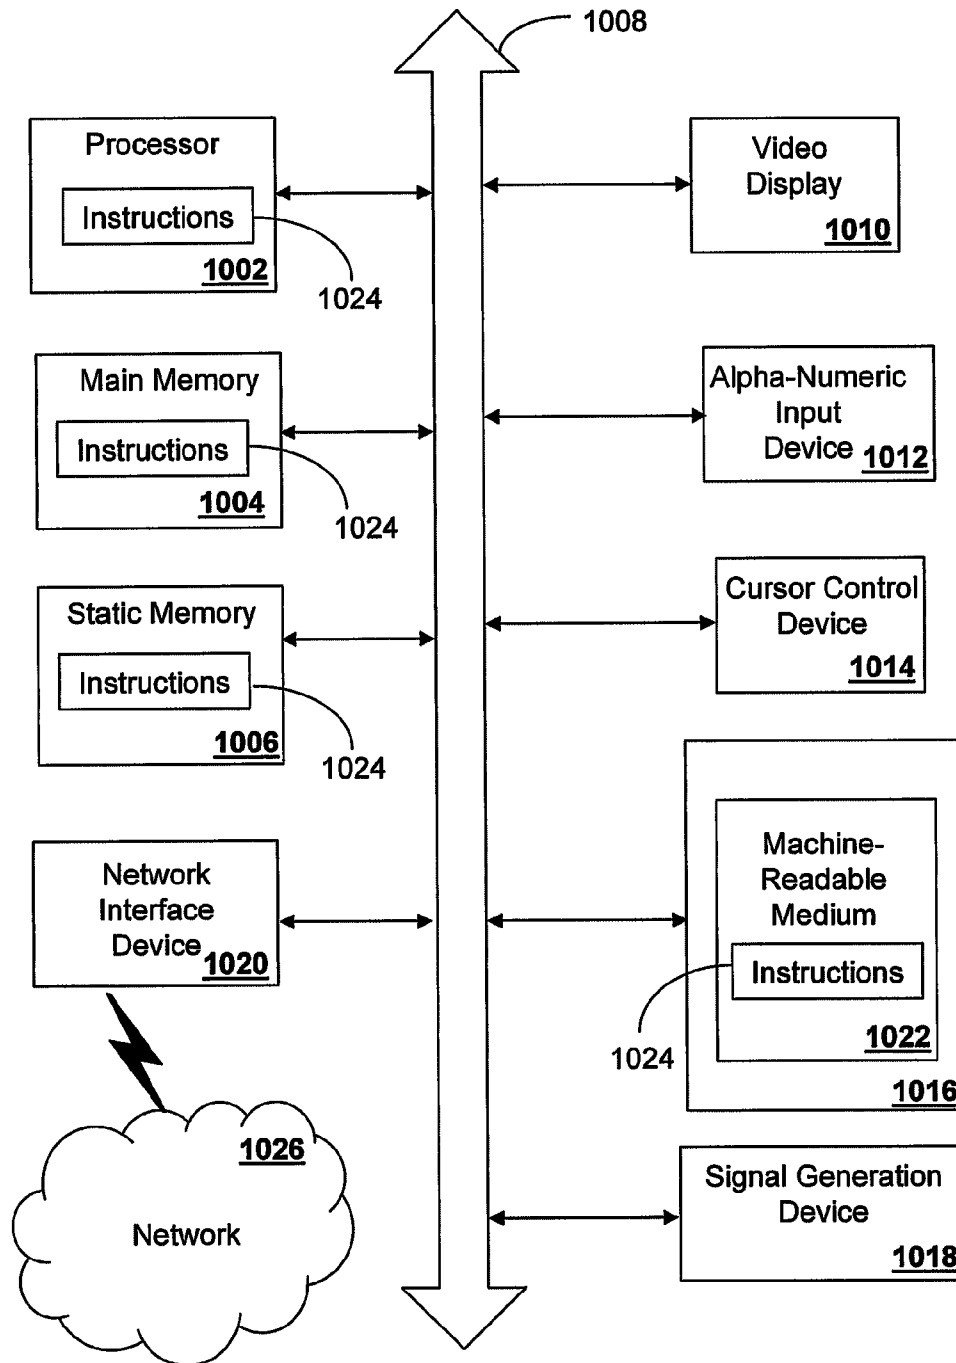 1008
Processor
Instructions
1002
1024
Main Memory
Instructions
1004
1024
Static Memory
Instructions
1006
1024
Network
Interface
Device
1020
1026
Network
Video
Display
1010
Alpha-Numeric
Input
Device
1012
Cursor Control
Device
1014
Machine-
Readable
Medium
Instructions
1022
1024
1016
Signal Generation
Device
1018